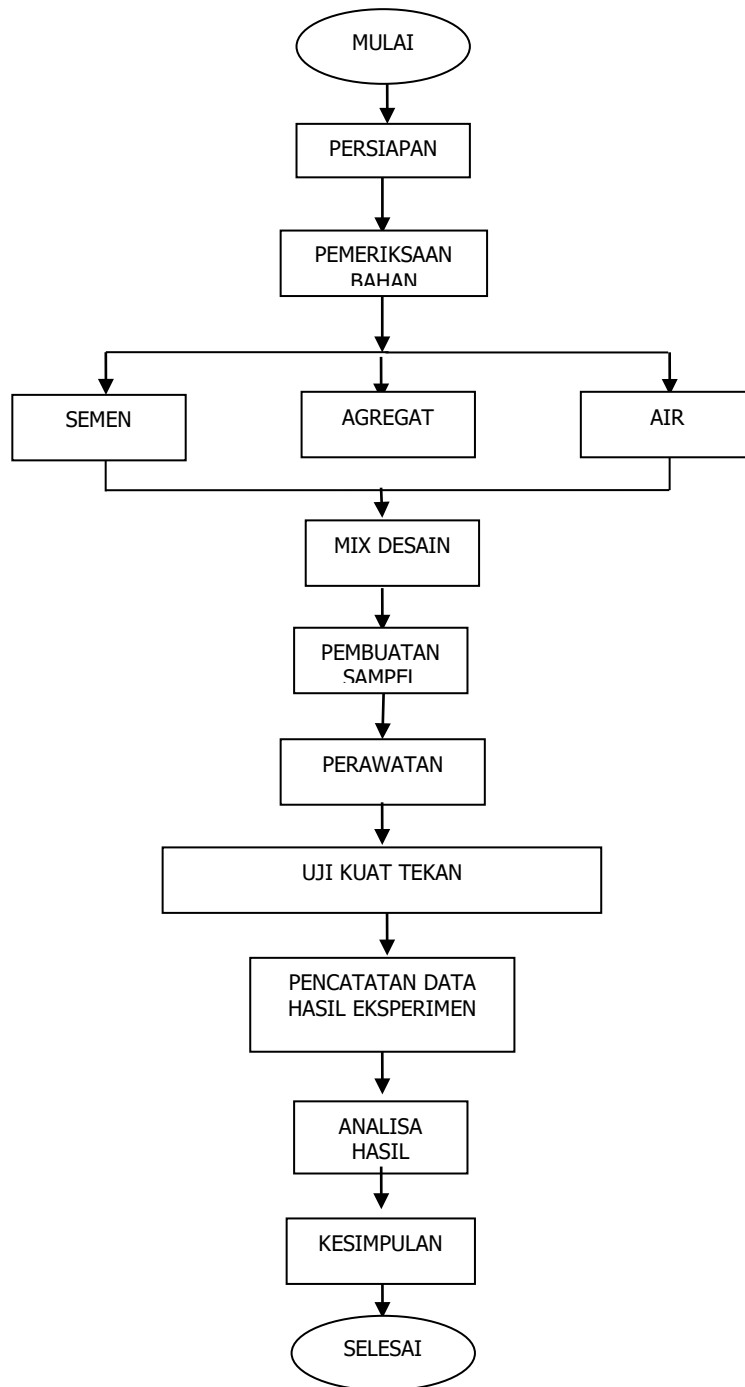 MULAI
PERSIAPAN
PEMERIKSAAN
BAHAN
SEMEN
AGREGAT
AIR
MIX DESAIN
PEMBUATAN
SAMPEL
PERAWATAN
UJI KUAT TEKAN
PENCATATAN DATA
HASIL EKSPERIMEN
ANALISA
HASIL
KESIMPULAN
SELESAI